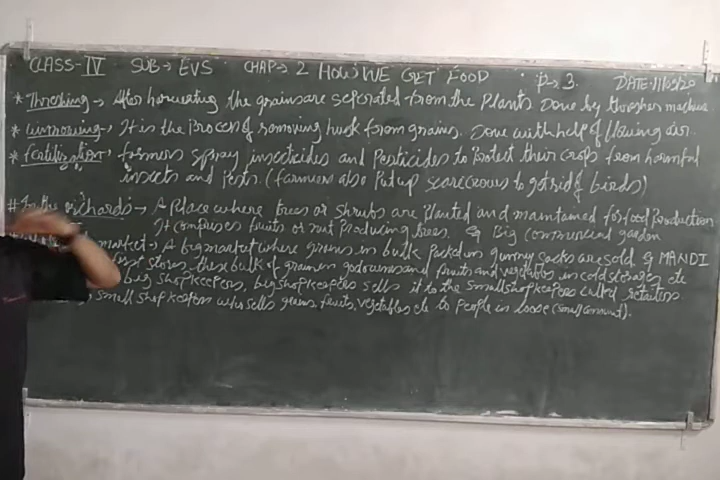 CLASS-IV SUB→EVS CHAP→2 HOW WE GET FOOD P→3. DATE-11/05/20
* Threshing → After harvesting the grains are seperated from the Plants. Done by thresher machine
* winnowing → It is the Process of removing husk from grains. Done with help of blowing air.
* fertilization: farmers spray insecticides and Pesticides to Protect their crops from harmful
insects and Pests. (farmers also Put up scarecrows to get rid of birds)
# In the orchards → A Place where trees or shrubs are Planted and maintained for food Production
It comprises fruits or nut Producing trees. eg Big commercial garden
market → A big market where grains in bulk Packed in gunny sacks are sold eg MANDI
first stores these bulk of grains in godowns and fruits and vegetables in cold storages etc
big shopkeepers, big shopkeepers sells it to the small shopkeepers called retailers.
small shopkeepers who sells grains, fruits, vegetables etc to People in loose (small amount).